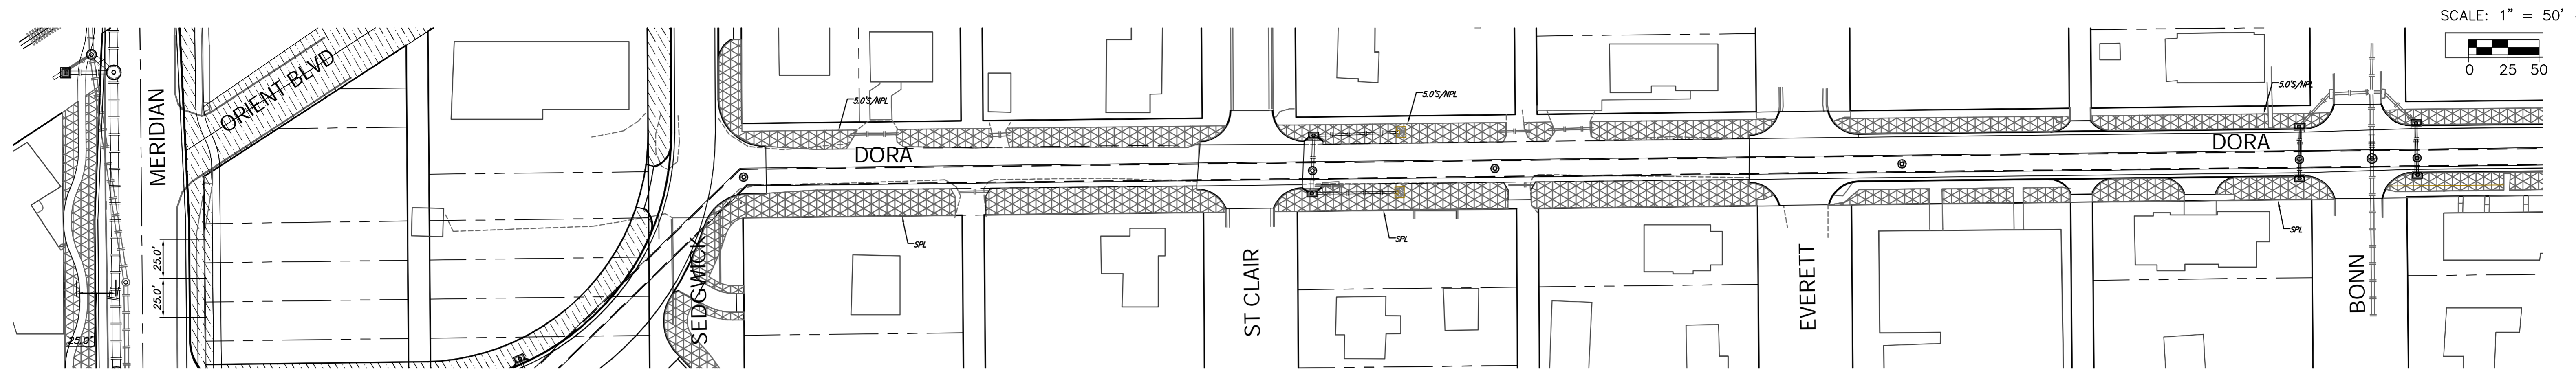 SCALE: 1" = 50'
0 25 50
ORIENT BLVD
MERIDIAN
5.0'S/NPL
5.0'S/NPL
5.0'S/NPL
DORA
DORA
SPL
SPL
SPL
SEDGWICK
ST CLAIR
EVERETT
BONN
25.0'
25.0'
25.0'